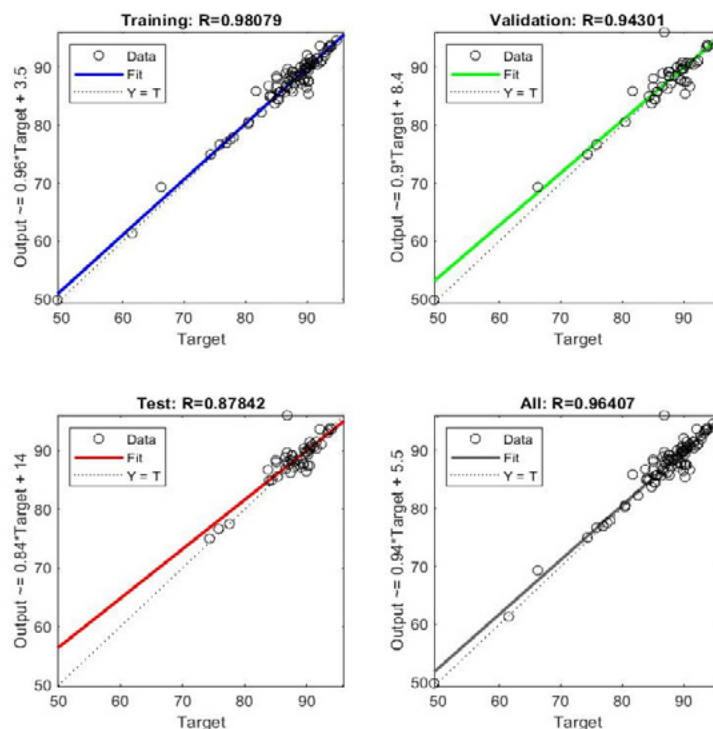 Training: R=0.98079
Data
Fit
Y = T
Output ~= 0.96*Target + 3.5
90
80
70
60
50
50 60 70 80 90
Target
Validation: R=0.94301
Data
Fit
Y = T
Output ~= 0.9*Target + 8.4
90
80
70
60
50
50 60 70 80 90
Target
Test: R=0.87842
Data
Fit
Y = T
Output ~= 0.84*Target + 14
90
80
70
60
50
50 60 70 80 90
Target
All: R=0.96407
Data
Fit
Y = T
Output ~= 0.94*Target + 5.5
90
80
70
60
50
50 60 70 80 90
Target